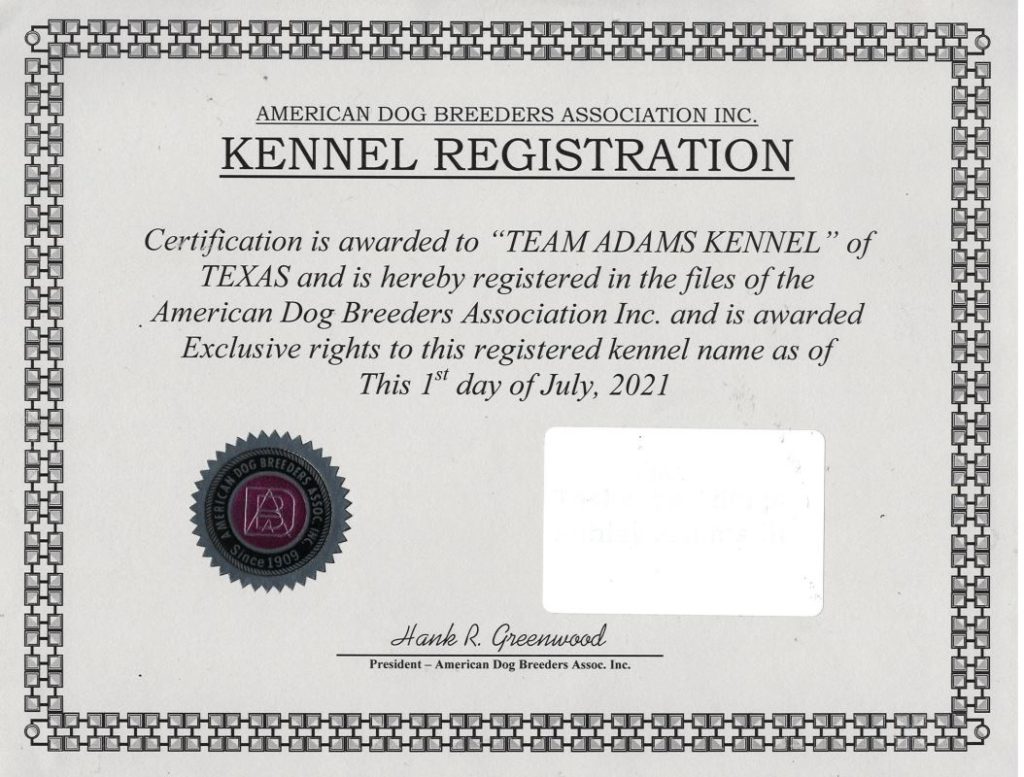 AMERICAN DOG BREEDERS ASSOCIATION INC.
KENNEL REGISTRATION
Certification is awarded to “TEAM ADAMS KENNEL” of
TEXAS and is hereby registered in the files of the
American Dog Breeders Association Inc. and is awarded
Exclusive rights to this registered kennel name as of
This 1st day of July, 2021
AMERICAN DOG BREEDERS ASSOC. INC.
ADBA
Since 1909
Hank R. Greenwood
President – American Dog Breeders Assoc. Inc.